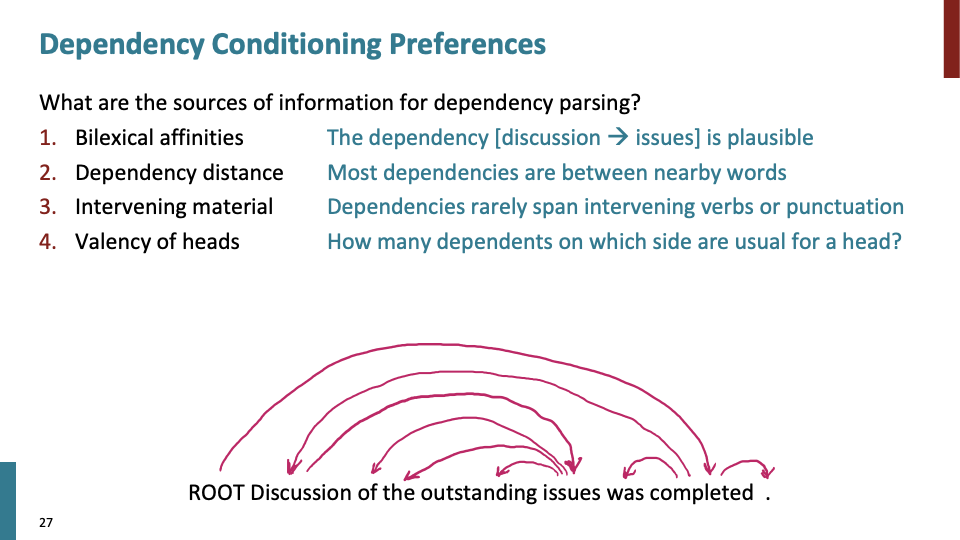 Dependency Conditioning Preferences
What are the sources of information for dependency parsing?
1. Bilexical affinities The dependency [discussion → issues] is plausible
2. Dependency distance Most dependencies are between nearby words
3. Intervening material Dependencies rarely span intervening verbs or punctuation
4. Valency of heads How many dependents on which side are usual for a head?
ROOT Discussion of the outstanding issues was completed .
27